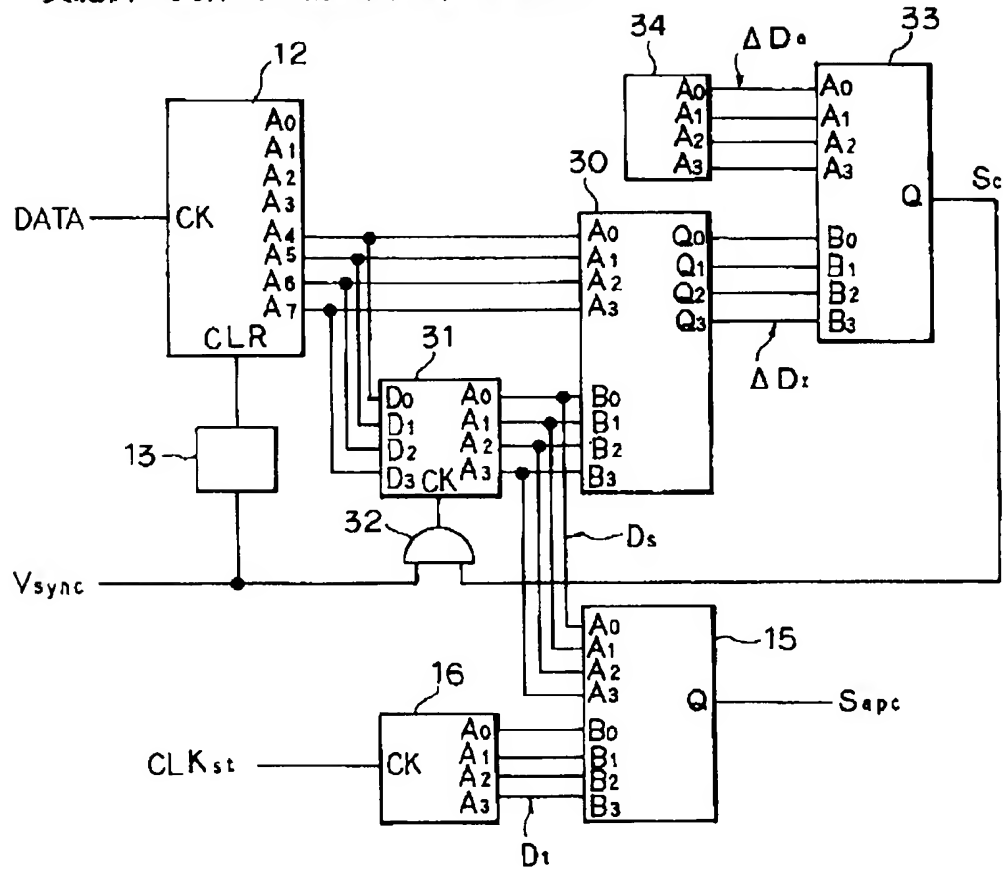 12
A0
A1
A2
A3
A4
A5
A6
A7
CK
CLR
DATA
34
A0
A1
A2
A3
ΔDo
33
A0
A1
A2
A3
Q
B0
B1
B2
B3
Sc
30
A0
A1
A2
A3
Q0
Q1
Q2
Q3
B0
B1
B2
B3
ΔDx
31
D0
D1
D2
D3
A0
A1
A2
A3
CK
13
32
Vsync
Ds
15
A0
A1
A2
A3
Q
B0
B1
B2
B3
Sapc
16
A0
A1
A2
A3
CK
CLKst
Dt